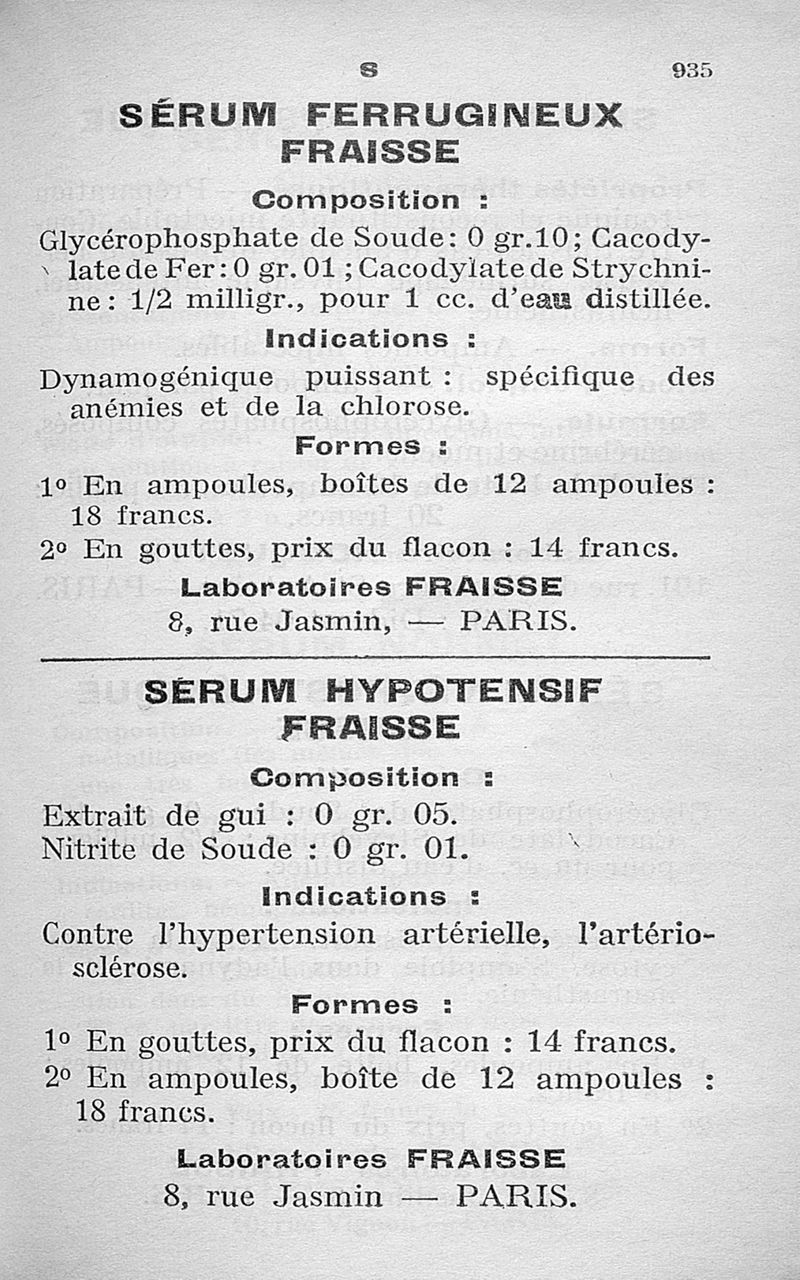 S 935
SÉRUM FERRUGINEUX
FRAISSE
Composition :
Glycérophosphate de Soude: 0 gr.10; Cacody-
late de Fer: 0 gr. 01 ; Cacodylate de Strychni-
ne : 1/2 milligr., pour 1 cc. d'eau distillée.
Indications :
Dynamogénique puissant : spécifique des
anémies et de la chlorose.
Formes :
1º En ampoules, boîtes de 12 ampoules :
18 francs.
2º En gouttes, prix du flacon : 14 francs.
Laboratoires FRAISSE
8, rue Jasmin, — PARIS.
SÉRUM HYPOTENSIF
FRAISSE
Composition :
Extrait de gui : 0 gr. 05.
Nitrite de Soude : 0 gr. 01.
Indications :
Contre l'hypertension artérielle, l'artério-
sclérose.
Formes :
1º En gouttes, prix du flacon : 14 francs.
2º En ampoules, boîte de 12 ampoules :
18 francs.
Laboratoires FRAISSE
8, rue Jasmin — PARIS.